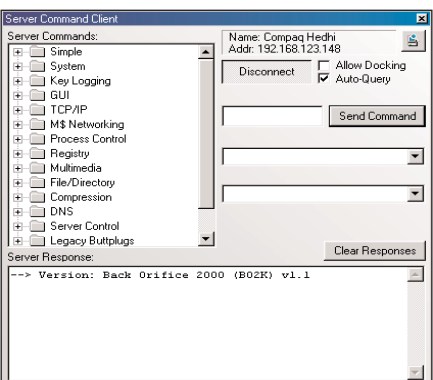 Server Command Client
Server Commands:
Simple
System
Key Logging
GUI
TCP/IP
M$ Networking
Process Control
Registry
Multimedia
File/Directory
Compression
DNS
Server Control
Legacy Buttplugs
Name: Compaq Hedhi
Addr: 192.168.123.148
Disconnect
Allow Docking
Auto-Query
Send Command
Clear Responses
Server Response:
--> Version: Back Orifice 2000 (BO2K) v1.1